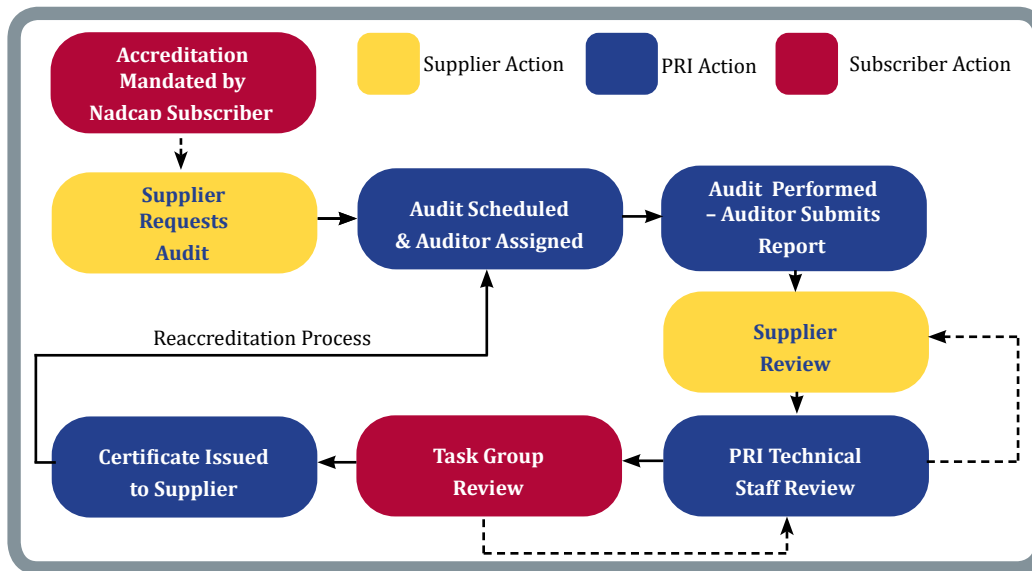 Accreditation
Mandated by
Nadcap Subscriber
Supplier Action
PRI Action
Subscriber Action
Supplier
Requests
Audit
Audit Scheduled
& Auditor Assigned
Audit Performed
– Auditor Submits
Report
Reaccreditation Process
Supplier
Review
Certificate Issued
to Supplier
Task Group
Review
PRI Technical
Staff Review